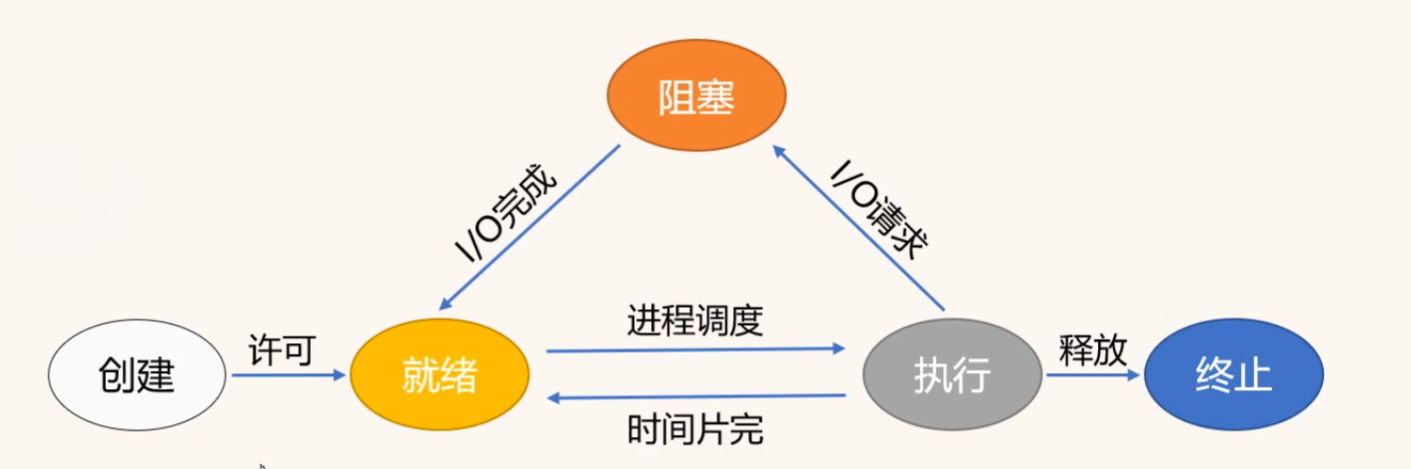 阻塞
I/O完成
I/O请求
进程调度
创建
许可
就绪
执行
释放
终止
时间片完